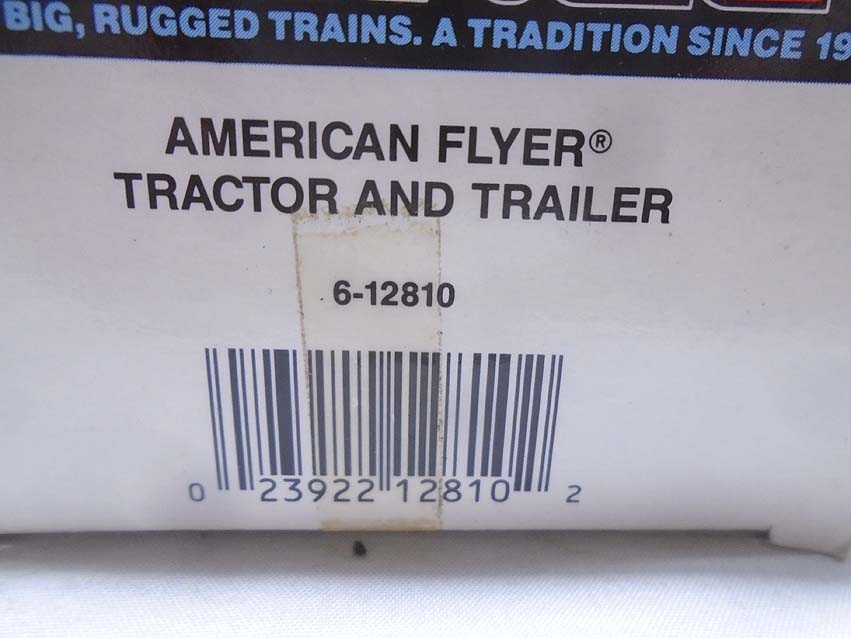 BIG, RUGGED TRAINS. A TRADITION SINCE 19
AMERICAN FLYER®
TRACTOR AND TRAILER
6-12810
0 23922 12810 2